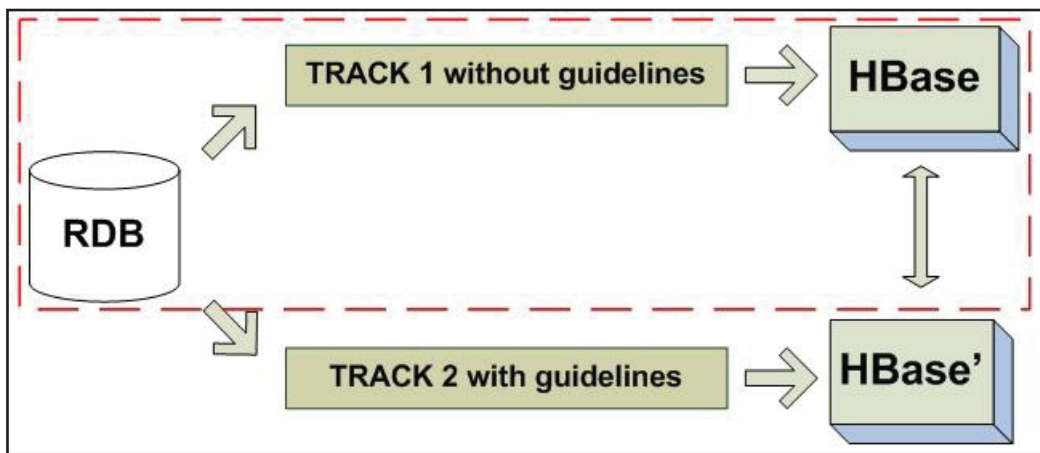 TRACK 1 without guidelines
HBase
RDB
TRACK 2 with guidelines
HBase’